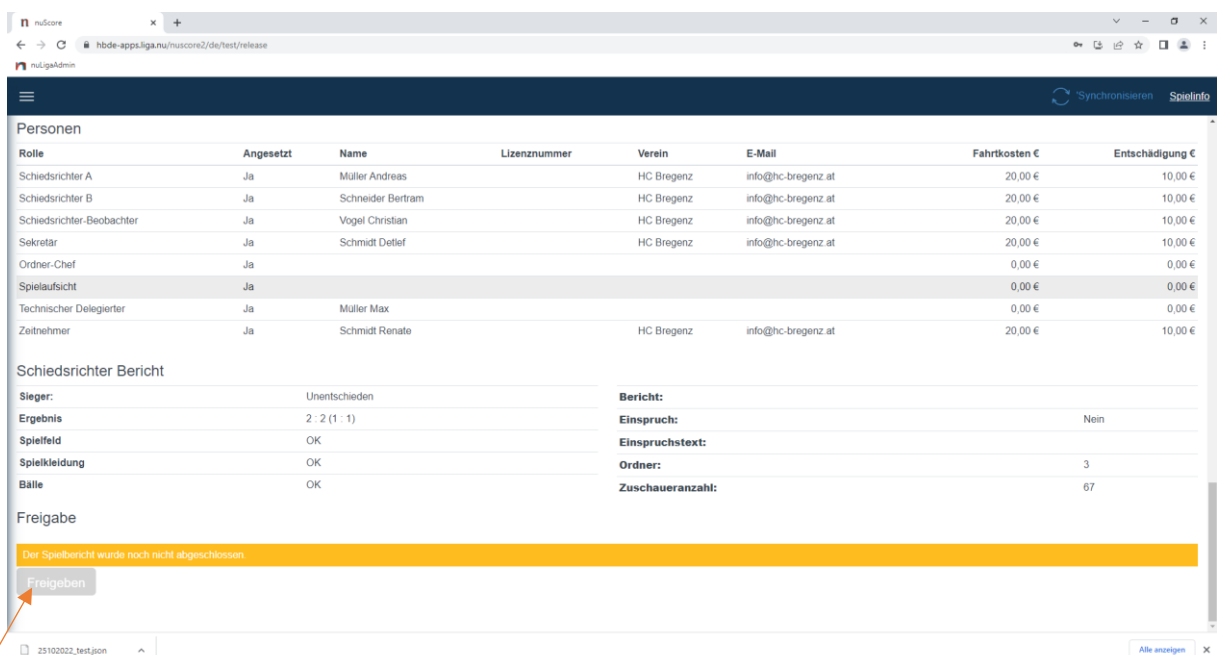 nuScore
hbde-apps.liga.nu/nuscore2/de/test/release
nuLigaAdmin
'Synchronisieren Spielinfo
Personen
Rolle Angesetzt Name Lizenznummer Verein E-Mail Fahrtkosten € Entschädigung €
Schiedsrichter A Ja Müller Andreas HC Bregenz info@hc-bregenz.at 20,00 € 10,00 €
Schiedsrichter B Ja Schneider Bertram HC Bregenz info@hc-bregenz.at 20,00 € 10,00 €
Schiedsrichter-Beobachter Ja Vogel Christian HC Bregenz info@hc-bregenz.at 20,00 € 10,00 €
Sekretär Ja Schmidt Detlef HC Bregenz info@hc-bregenz.at 20,00 € 10,00 €
Ordner-Chef Ja 0,00 € 0,00 €
Spielaufsicht Ja 0,00 € 0,00 €
Technischer Delegierter Ja Müller Max 0,00 € 0,00 €
Zeitnehmer Ja Schmidt Renate HC Bregenz info@hc-bregenz.at 20,00 € 10,00 €
Schiedsrichter Bericht
Sieger: Unentschieden Bericht:
Ergebnis 2 : 2 (1 : 1) Einspruch: Nein
Spielfeld OK Einspruchstext:
Spielkleidung OK Ordner: 3
Bälle OK Zuschaueranzahl: 67
Freigabe
Der Spielbericht wurde noch nicht abgeschlossen.
Freigeben
25102022_test.json Alle anzeigen